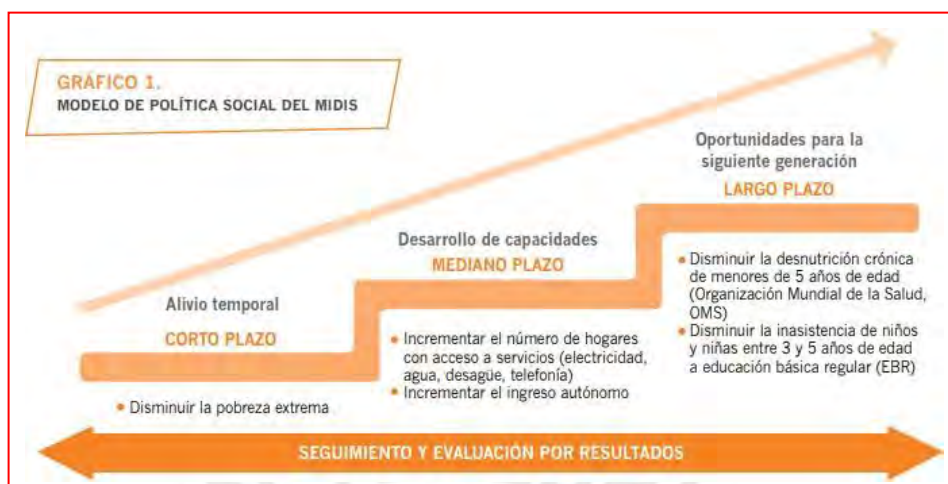 GRÁFICO 1.
MODELO DE POLÍTICA SOCIAL DEL MIDIS
Oportunidades para la
siguiente generación
LARGO PLAZO
Desarrollo de capacidades
MEDIANO PLAZO
Alivio temporal
CORTO PLAZO
• Disminuir la desnutrición crónica
de menores de 5 años de edad
(Organización Mundial de la Salud,
OMS)
• Disminuir la inasistencia de niños
y niñas entre 3 y 5 años de edad
a educación básica regular (EBR)
• Incrementar el número de hogares
con acceso a servicios (electricidad,
agua, desagüe, telefonía)
• Incrementar el ingreso autónomo
• Disminuir la pobreza extrema
SEGUIMIENTO Y EVALUACIÓN POR RESULTADOS